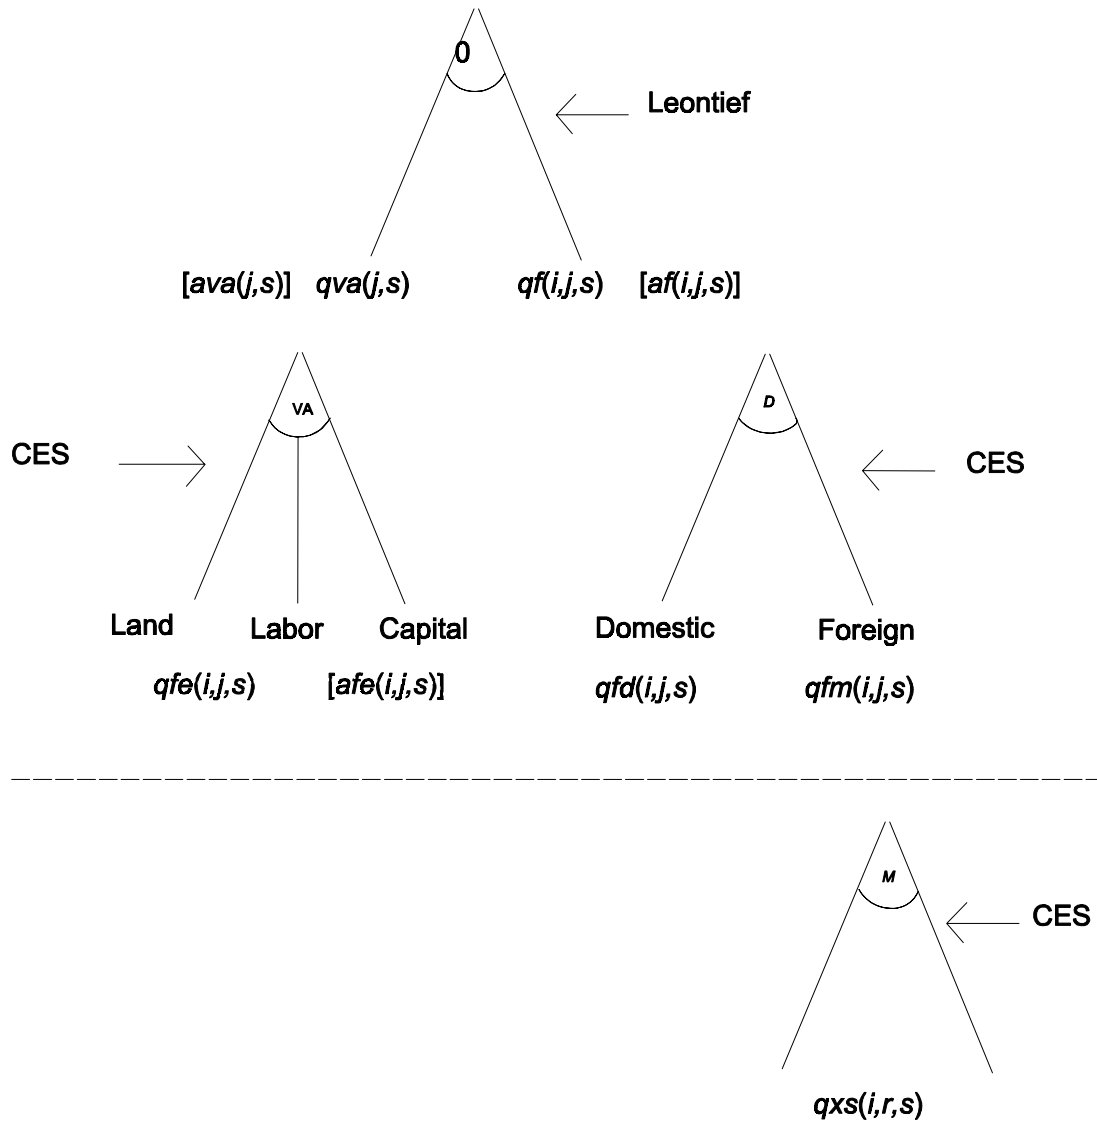 0
Leontief
[ava(j,s)] qva(j,s) qf(i,j,s) [af(i,j,s)]
VA
D
CES
CES
Land Labor Capital
Domestic Foreign
qfe(i,j,s) [afe(i,j,s)]
qfd(i,j,s) qfm(i,j,s)
M
CES
qxs(i,r,s)